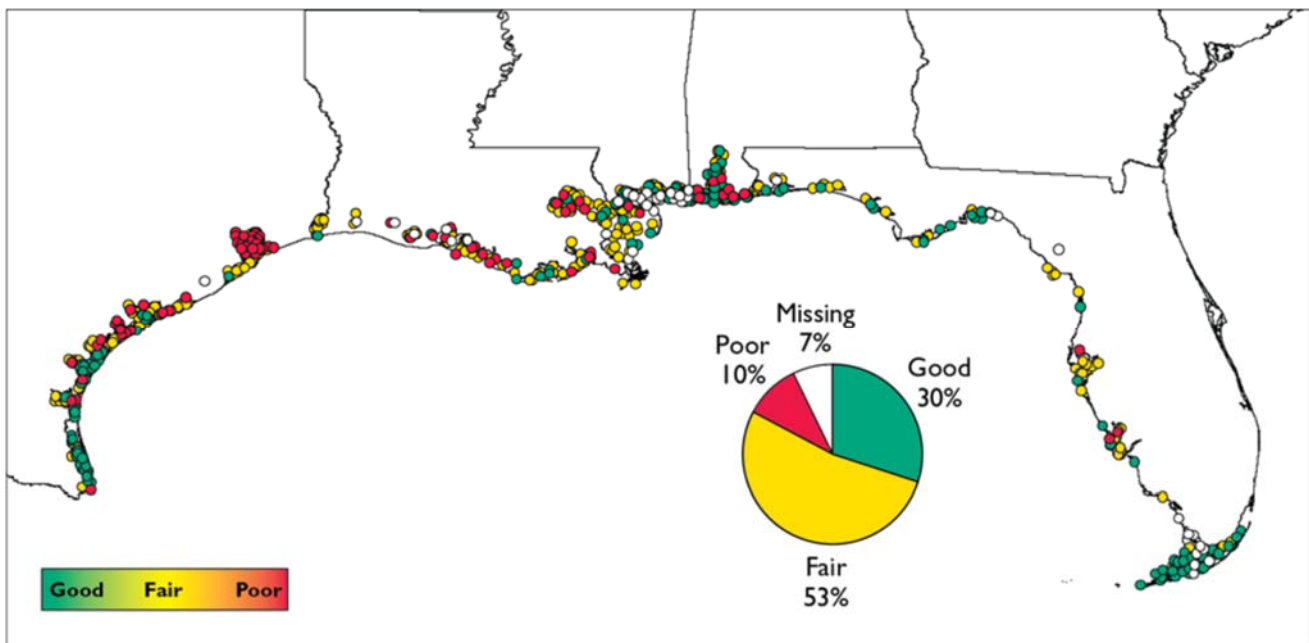 Missing
7%
Poor
10%
Good
30%
Fair
53%
Good Fair Poor